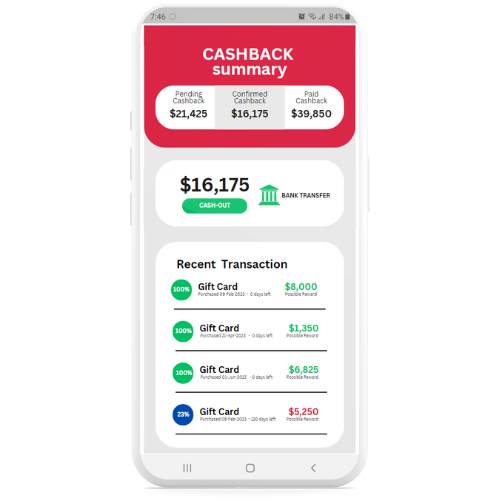 7:46
84%
CASHBACK
summary
Pending
Cashback
$21,425
Confirmed
Cashback
$16,175
Paid
Cashback
$39,850
$16,175
CASH-OUT
BANK TRANSFER
Recent Transaction
100%
Gift Card
Purchased 09-Feb-2023 - 0 days left
$8,000
Possible Reward
100%
Gift Card
Purchased 21-Apr-2023 - 0 days left
$1,350
Possible Reward
100%
Gift Card
Purchased 01-Jun-2023 - 0 days left
$6,825
Possible Reward
23%
Gift Card
Purchased 08-Feb-2023 - 120 days left
$5,250
Possible Reward